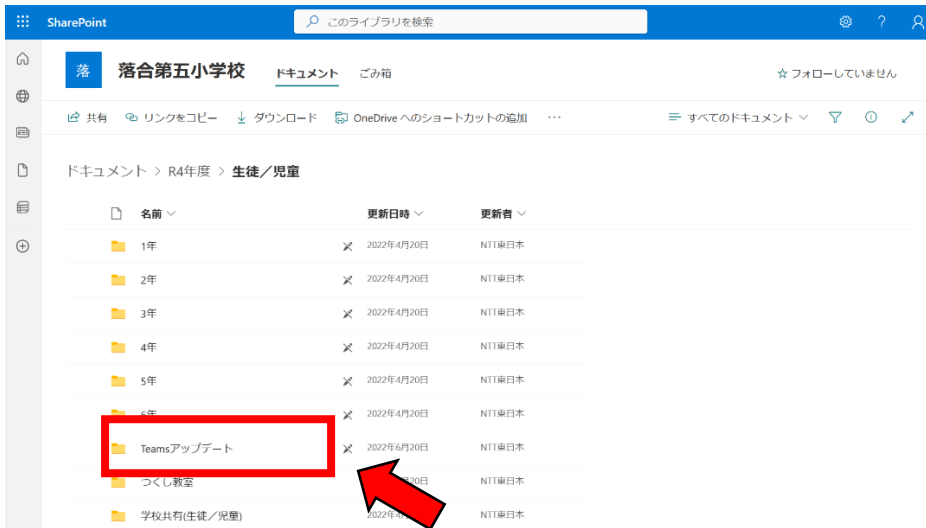 SharePoint
このライブラリを検索
落
落合第五小学校 ドキュメント ごみ箱
☆ フォローしていません
共有 リンクをコピー ダウンロード OneDrive へのショートカットの追加 ···
すべてのドキュメント
ドキュメント > R4年度 > 生徒／児童
名前 更新日時 更新者
1年 2022年4月20日 NTT東日本
2年 2022年4月20日 NTT東日本
3年 2022年4月20日 NTT東日本
4年 2022年4月20日 NTT東日本
5年 2022年4月20日 NTT東日本
6年 2022年4月20日 NTT東日本
Teamsアップデート 2022年6月20日 NTT東日本
つくし教室 月20日 NTT東日本
学校共有(生徒／児童) 2022年4 NTT東日本